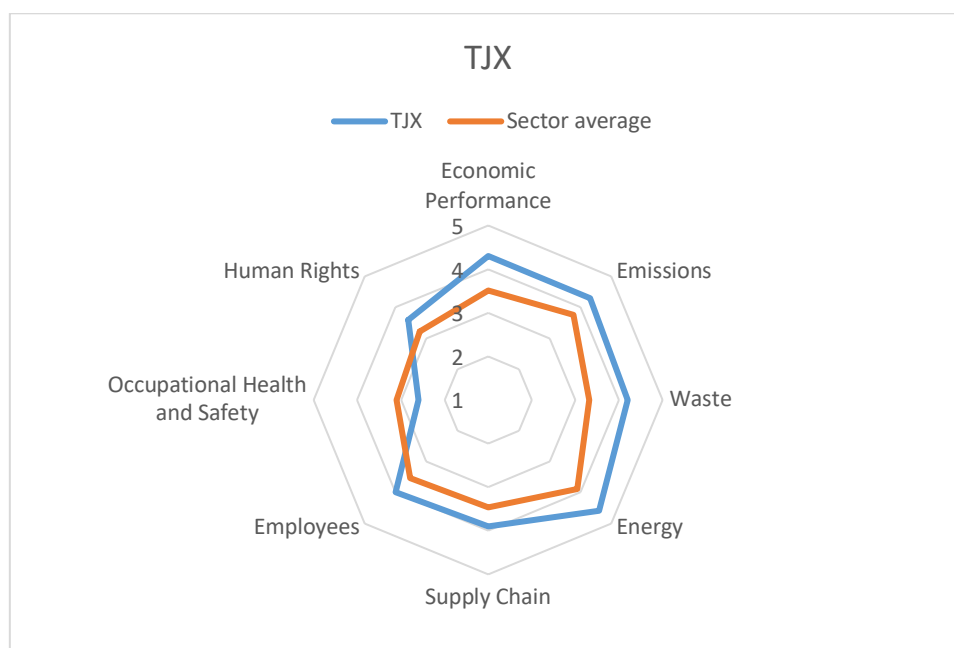 TJX
TJX
Sector average
Economic
Performance
5
Human Rights
4
Emissions
3
2
Occupational Health
and Safety
1
Waste
Employees
Energy
Supply Chain